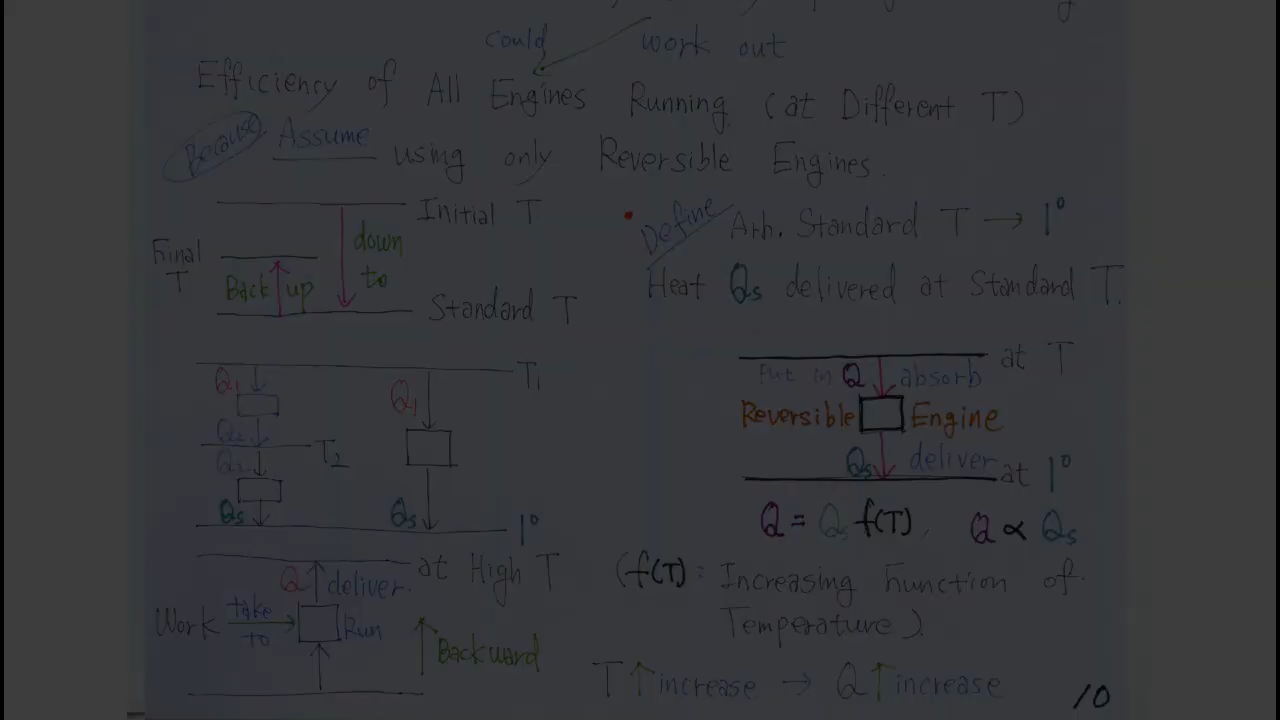 could work out
Efficiency of All Engines Running (at Different T)
Because Assume using only Reversible Engines.
Initial T
Final T
down to
Back up
Standard T
Define Arb. Standard T → 1°
Heat Qs delivered at Standard T.
T1
Q1
Q1
Q2
T2
Q2
Qs
Qs
1°
at T
Put in Q absorb
Reversible Engine
Qs deliver
at 1°
Q = Qs f(T), Q ∝ Qs
(f(T): Increasing Function of Temperature).
at High T
Q deliver.
Work take to Run
Backward
T ↑ increase → Q ↑ increase
10